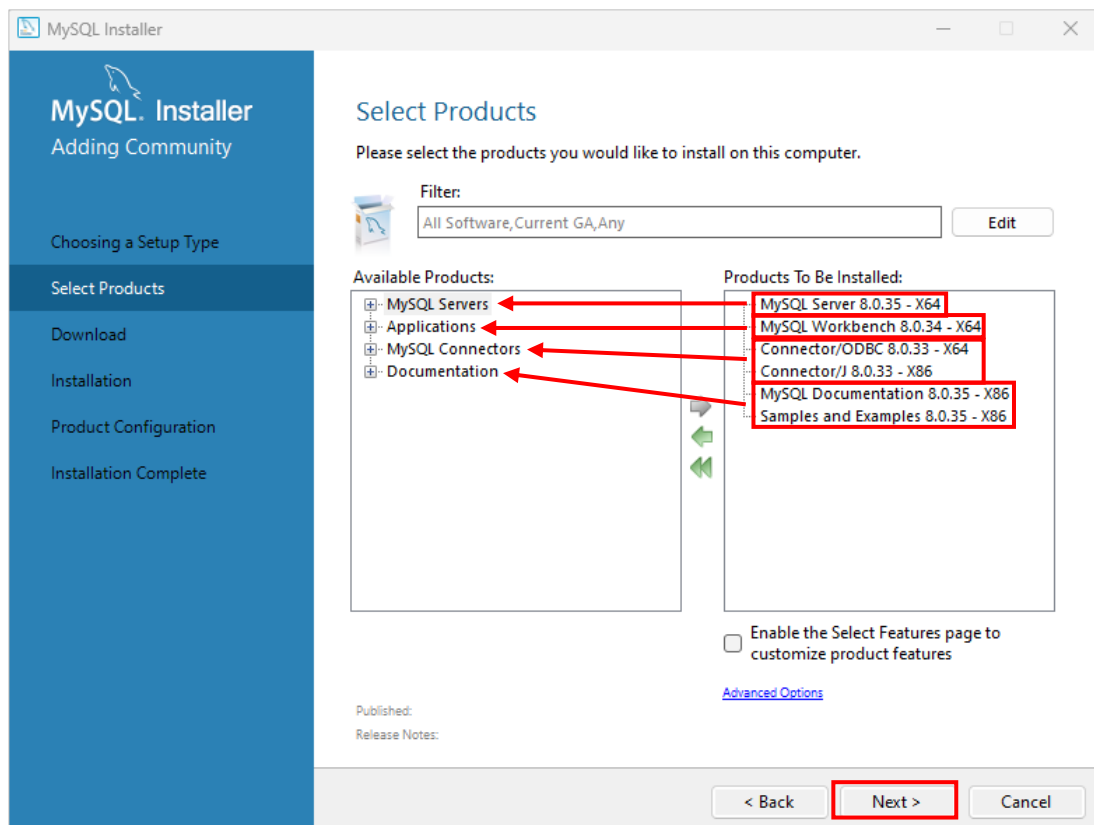 MySQL Installer
MySQL. Installer
Adding Community
Choosing a Setup Type
Select Products
Download
Installation
Product Configuration
Installation Complete
Select Products
Please select the products you would like to install on this computer.
Filter:
All Software,Current GA,Any
Edit
Available Products:
MySQL Servers
Applications
MySQL Connectors
Documentation
Products To Be Installed:
MySQL Server 8.0.35 - X64
MySQL Workbench 8.0.34 - X64
Connector/ODBC 8.0.33 - X64
Connector/J 8.0.33 - X86
MySQL Documentation 8.0.35 - X86
Samples and Examples 8.0.35 - X86
Enable the Select Features page to
customize product features
Advanced Options
Published:
Release Notes:
< Back
Next >
Cancel